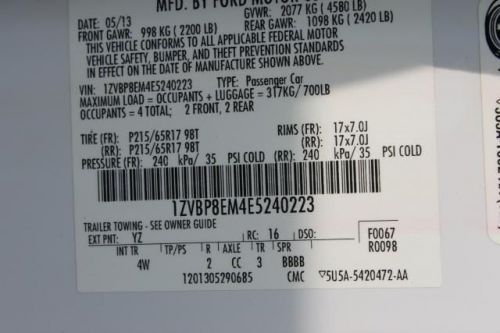 MFD. BY FORD MOTOR CO
DATE: 05/13 GVWR: 2077 KG ( 4580 LB)
FRONT GAWR: 998 KG ( 2200 LB) REAR GAWR: 1098 KG ( 2420 LB)
THIS VEHICLE CONFORMS TO ALL APPLICABLE FEDERAL MOTOR
VEHICLE SAFETY, BUMPER, AND THEFT PREVENTION STANDARDS
IN EFFECT ON THE DATE OF MANUFACTURE SHOWN ABOVE.
VIN: 1ZVBP8EM4E5240223 TYPE: Passenger Car
MAXIMUM LOAD = OCCUPANTS + LUGGAGE = 317KG/ 700LB
OCCUPANTS = 4 TOTAL; 2 FRONT, 2 REAR
TIRE (FR): P215/65R17 98T RIMS (FR): 17x7.0J
(RR): P215/65R17 98T (RR): 17x7.0J
PRESSURE (FR): 240 kPa/ 35 PSI COLD (RR): 240 kPa/ 35 PSI COLD
1ZVBP8EM4E5240223
TRAILER TOWING - SEE OWNER GUIDE
EXT PNT: YZ RC: 16 DSO: F0067
INT TR TP/PS R AXLE TR SPR R0098
4W 2 CC 3 BBBB
1201305290685 CMC ▽5U5A-5420472-AA